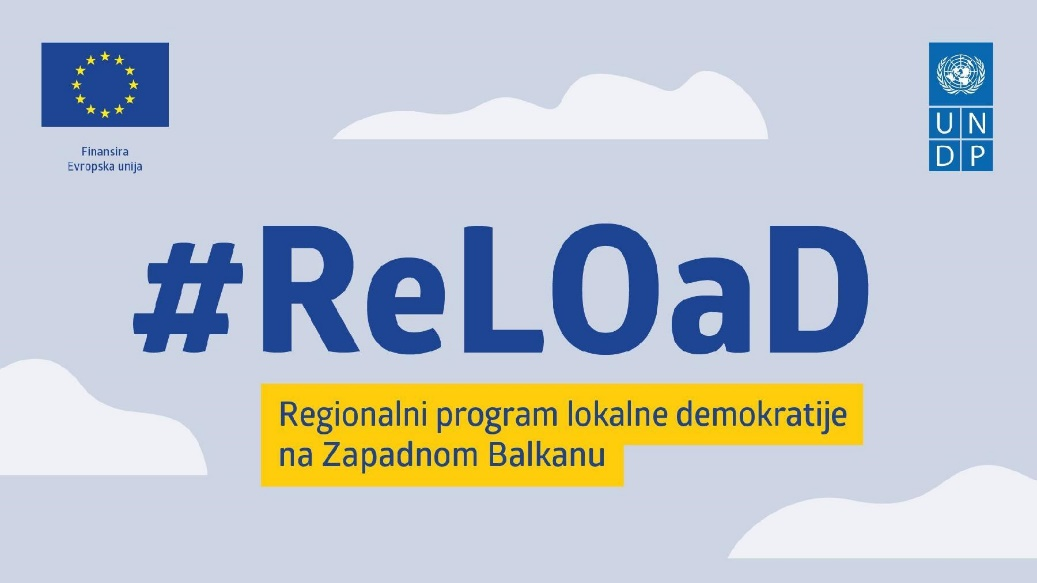 Finansira
Evropska unija
U N
D P
#ReLOaD
Regionalni program lokalne demokratije
na Zapadnom Balkanu